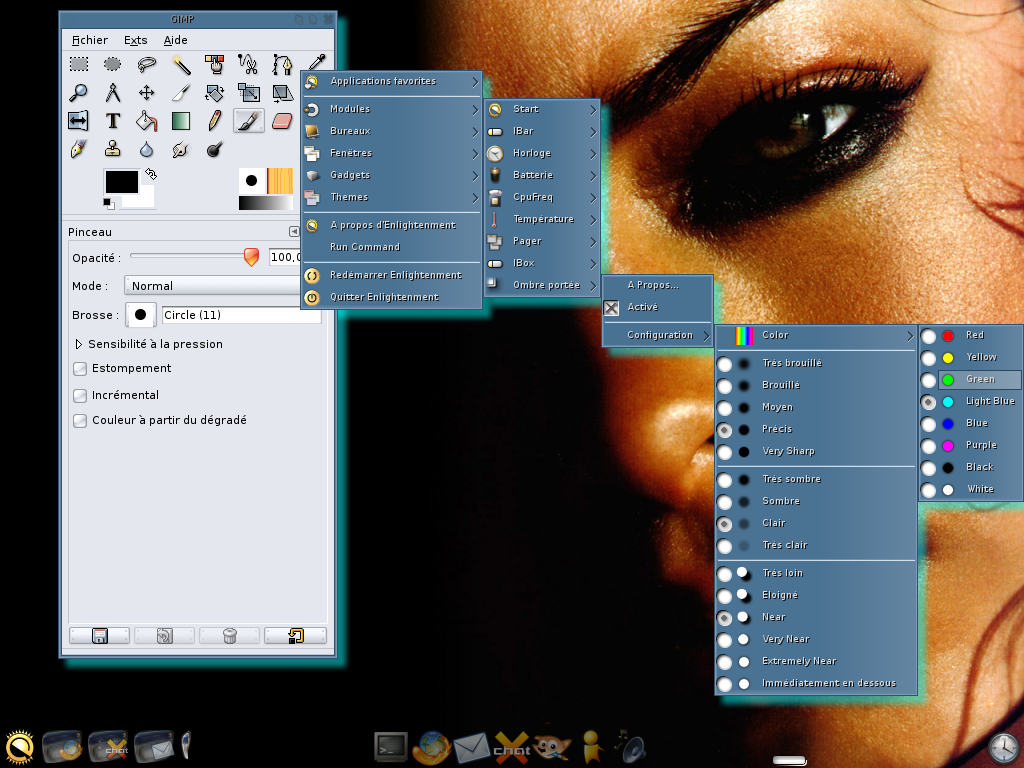 GIMP
Fichier Exts Aide
Pinceau
Opacité : 100,0
Mode : Normal
Brosse : Circle (11)
Sensibilité à la pression
Estompement
Incrémental
Couleur à partir du dégradé
Applications favorites
Modules
Bureaux
Fenêtres
Gadgets
Themes
A propos d'Enlightenment
Run Command
Redémarrer Enlightenment
Quitter Enlightenment
Start
IBar
Horloge
Batterie
CpuFreq
Température
Pager
IBox
Ombre portée
A Propos...
Activé
Configuration
Color
Très brouillé
Brouillé
Moyen
Précis
Very Sharp
Très sombre
Sombre
Clair
Très clair
Très loin
Eloigné
Near
Very Near
Extremely Near
Immédiatement en dessous
Red
Yellow
Green
Light Blue
Blue
Purple
Black
White
chat
chat